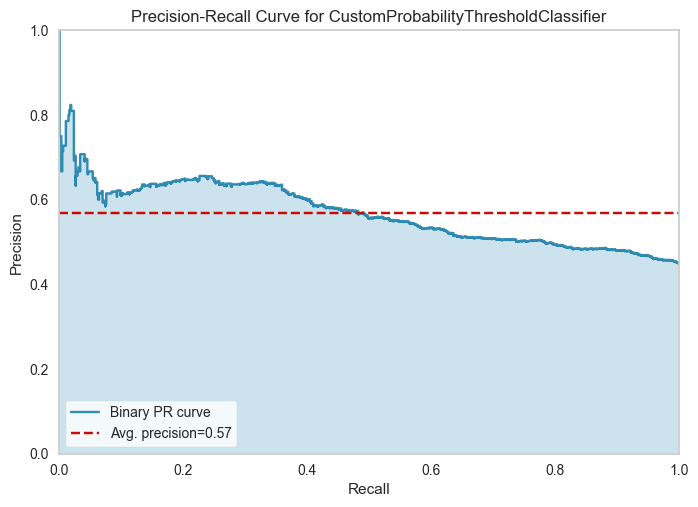 Precision-Recall Curve for CustomProbabilityThresholdClassifier
1.0
0.8
0.6
0.4
0.2
0.0
Precision
Binary PR curve
Avg. precision=0.57
0.0 0.2 0.4 0.6 0.8 1.0
Recall